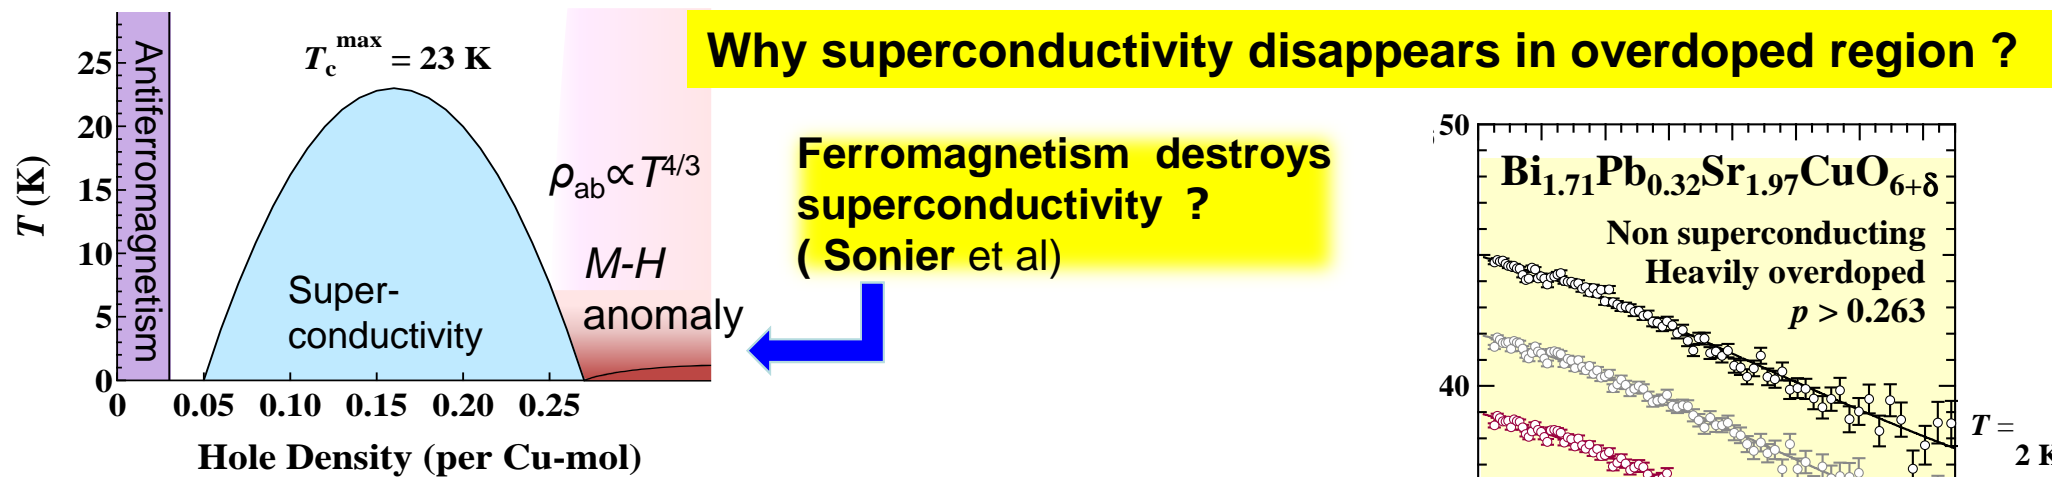 Why superconductivity disappears in overdoped region ?
Antiferromagnetism
T_c^max = 23 K
ρ_ab∝T^4/3
M-H
anomaly
Super-
conductivity
25
20
15
10
5
0
T (K)
0 0.05 0.10 0.15 0.20 0.25
Hole Density (per Cu-mol)
Ferromagnetism destroys
superconductivity ?
( Sonier et al)
50
40
Bi1.71Pb0.32Sr1.97CuO6+δ
Non superconducting
Heavily overdoped
p > 0.263
T =
2 K